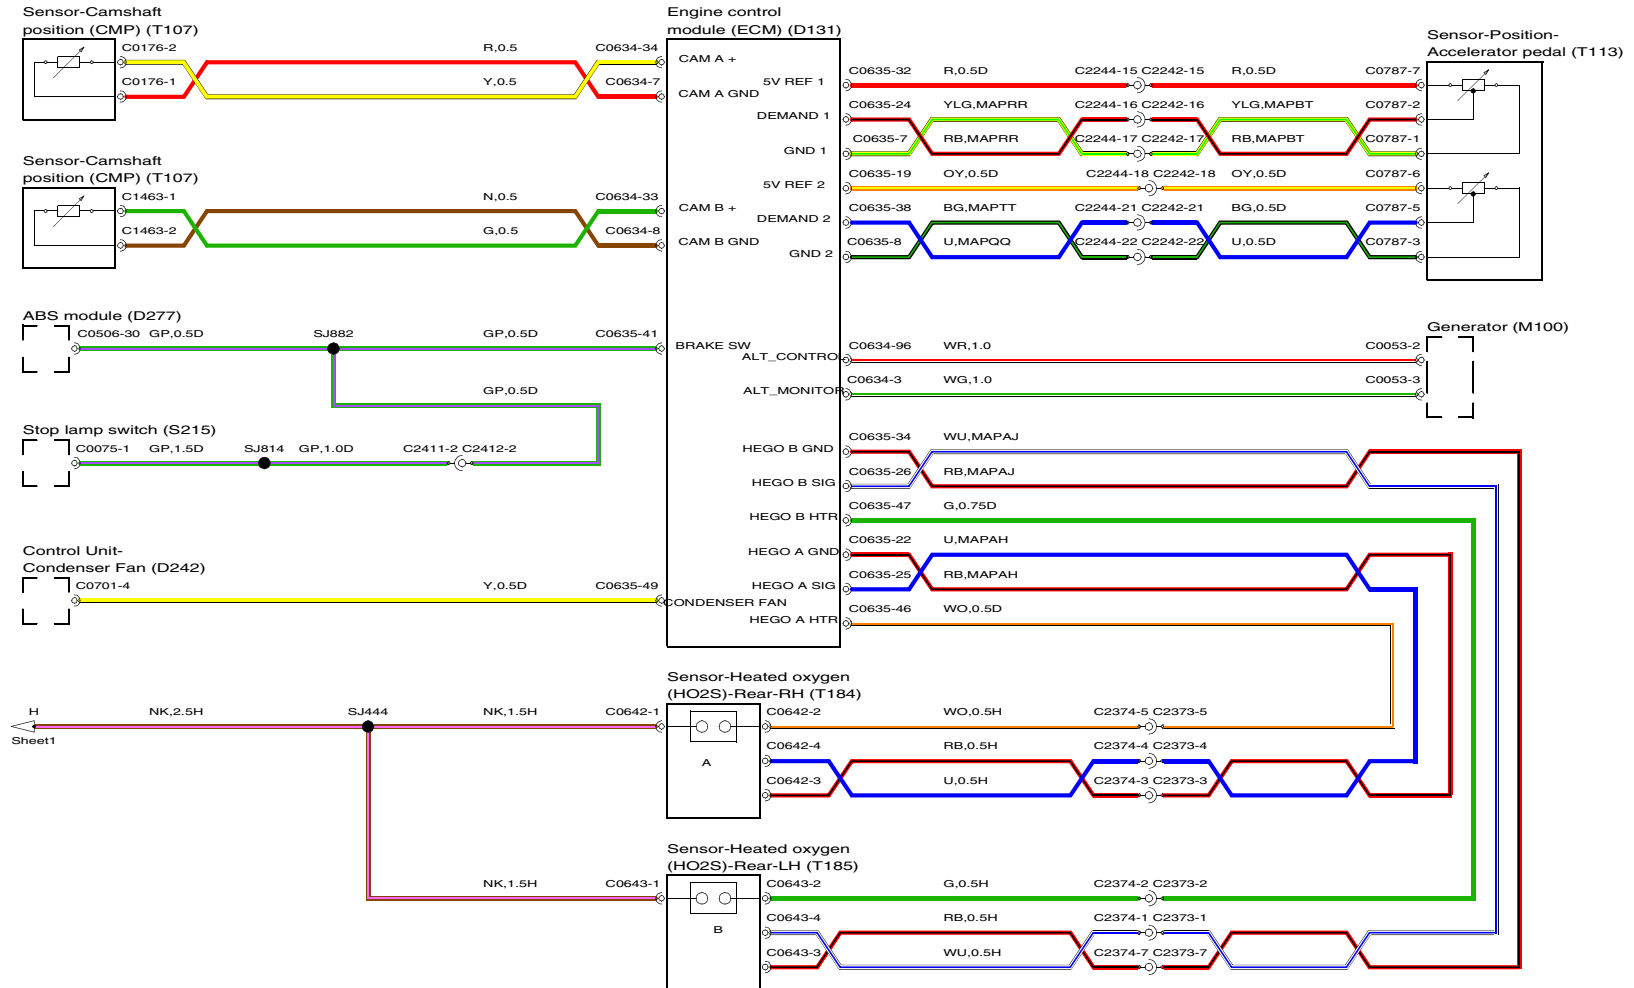 Sensor-Camshaft
position (CMP) (T107)
C0176-2
R,0.5
C0634-34
C0176-1
Y,0.5
C0634-7
Sensor-Camshaft
position (CMP) (T107)
C1463-1
N,0.5
C0634-33
C1463-2
G,0.5
C0634-8
ABS module (D277)
C0506-30
GP,0.5D
SJ882
GP,0.5D
C0635-41
GP,0.5D
Stop lamp switch (S215)
C0075-1
GP,1.5D
SJ814
GP,1.0D
C2411-2
C2412-2
Control Unit-
Condenser Fan (D242)
C0701-4
Y,0.5D
C0635-49
Engine control
module (ECM) (D131)
CAM A +
5V REF 1
CAM A GND
DEMAND 1
GND 1
5V REF 2
CAM B +
DEMAND 2
CAM B GND
GND 2
BRAKE SW
ALT_CONTROL
ALT_MONITOR
HEGO B GND
HEGO B SIG
HEGO B HTR
HEGO A GND
HEGO A SIG
CONDENSER FAN
HEGO A HTR
Sensor-Position-
Accelerator pedal (T113)
C0635-32
R,0.5D
C2244-15
C2242-15
R,0.5D
C0787-7
C0635-24
YLG,MAPRR
C2244-16
C2242-16
YLG,MAPBT
C0787-2
C0635-7
RB,MAPRR
C2244-17
C2242-17
RB,MAPBT
C0787-1
C0635-19
OY,0.5D
C2244-18
C2242-18
OY,0.5D
C0787-6
C0635-38
BG,MAPTT
C2244-21
C2242-21
BG,0.5D
C0787-5
C0635-8
U,MAPQQ
C2244-22
C2242-22
U,0.5D
C0787-3
Generator (M100)
C0634-96
WR,1.0
C0053-2
C0634-3
WG,1.0
C0053-3
C0635-34
WU,MAPAJ
C0635-26
RB,MAPAJ
C0635-47
G,0.75D
C0635-22
U,MAPAH
C0635-25
RB,MAPAH
C0635-46
WO,0.5D
Sensor-Heated oxygen
(HO2S)-Rear-RH (T184)
H
NK,2.5H
SJ444
NK,1.5H
C0642-1
Sheet1
A
C0642-2
WO,0.5H
C2374-5
C2373-5
C0642-4
RB,0.5H
C2374-4
C2373-4
C0642-3
U,0.5H
C2374-3
C2373-3
Sensor-Heated oxygen
(HO2S)-Rear-LH (T185)
NK,1.5H
C0643-1
B
C0643-2
G,0.5H
C2374-2
C2373-2
C0643-4
RB,0.5H
C2374-1
C2373-1
C0643-3
WU,0.5H
C2374-7
C2373-7